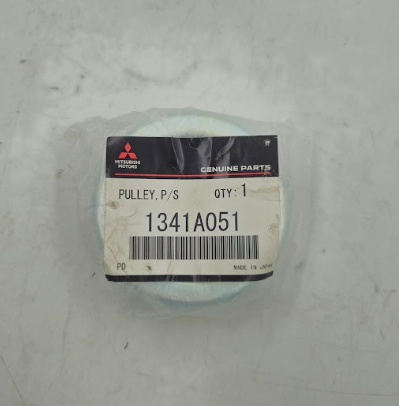 MITSUBISHI
MOTORS
GENUINE PARTS
PULLEY,P/S QTY:1
1341A051
PD MADE IN JAPAN